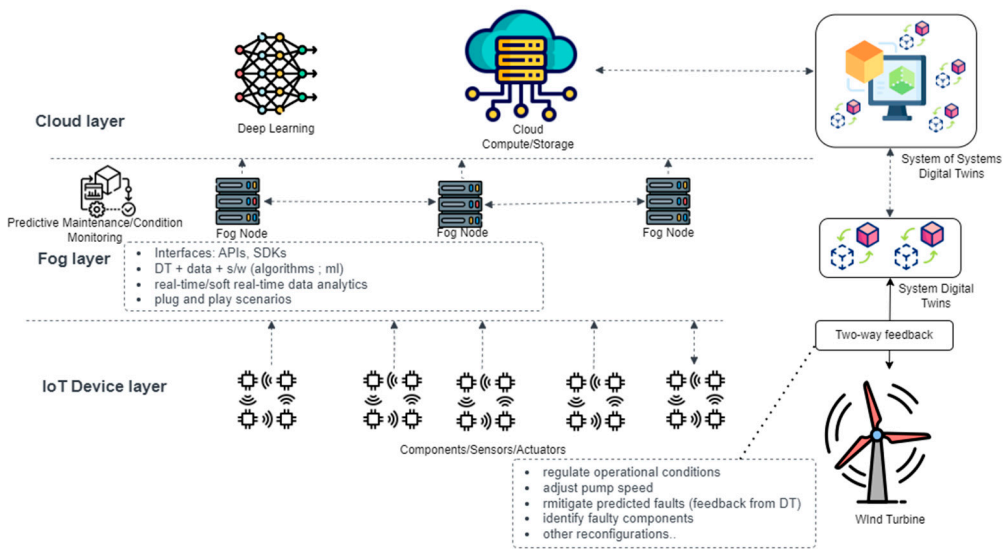 Cloud layer
Deep Learning
Cloud
Compute/Storage
System of Systems
Digital Twins
Predictive Maintenance/Condition
Monitoring
Fog Node
Fog Node
Fog Node
Fog layer
Interfaces: APIs, SDKs
DT + data + s/w (algorithms ; ml)
real-time/soft real-time data analytics
plug and play scenarios
System Digital
Twins
Two-way feedback
IoT Device layer
Components/Sensors/Actuators
regulate operational conditions
adjust pump speed
rmitigate predicted faults (feedback from DT)
identify faulty components
other reconfigurations..
WInd Turbine